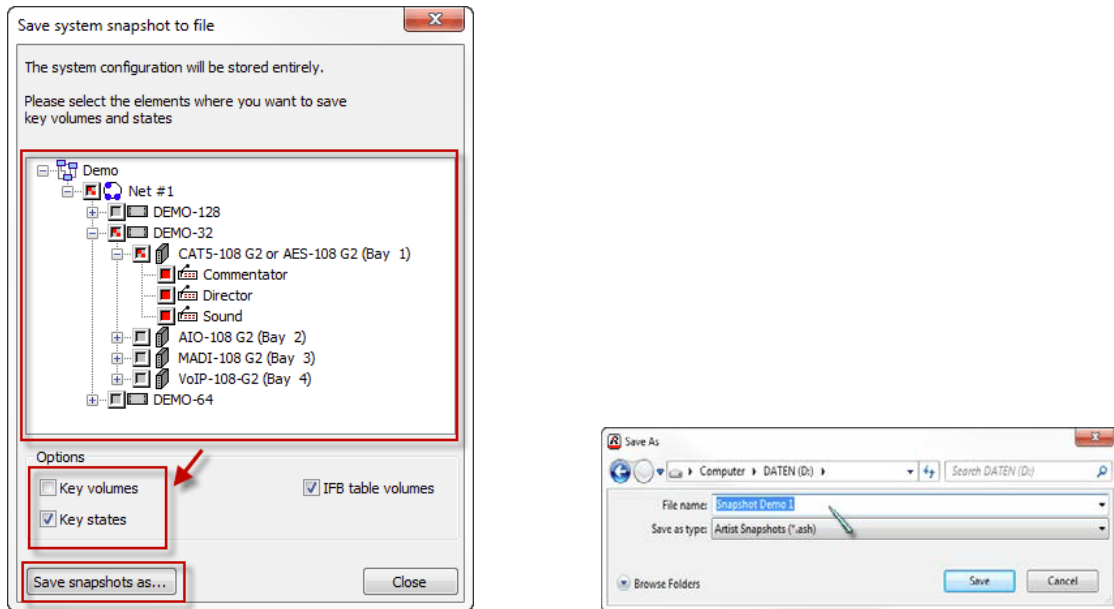 Save system snapshot to file
The system configuration will be stored entirely.
Please select the elements where you want to save
key volumes and states
Demo
Net #1
DEMO-128
DEMO-32
CAT5-108 G2 or AES-108 G2 (Bay 1)
Commentator
Director
Sound
AIO-108 G2 (Bay 2)
MADI-108 G2 (Bay 3)
VoIP-108-G2 (Bay 4)
DEMO-64
Options
Key volumes
IFB table volumes
Key states
Save snapshots as...
Close
Save As
Computer DATEN (D:)
Search DATEN (D:)
File name: Snapshot Demo 1
Save as type: Artist Snapshots (*.ash)
Browse Folders
Save
Cancel